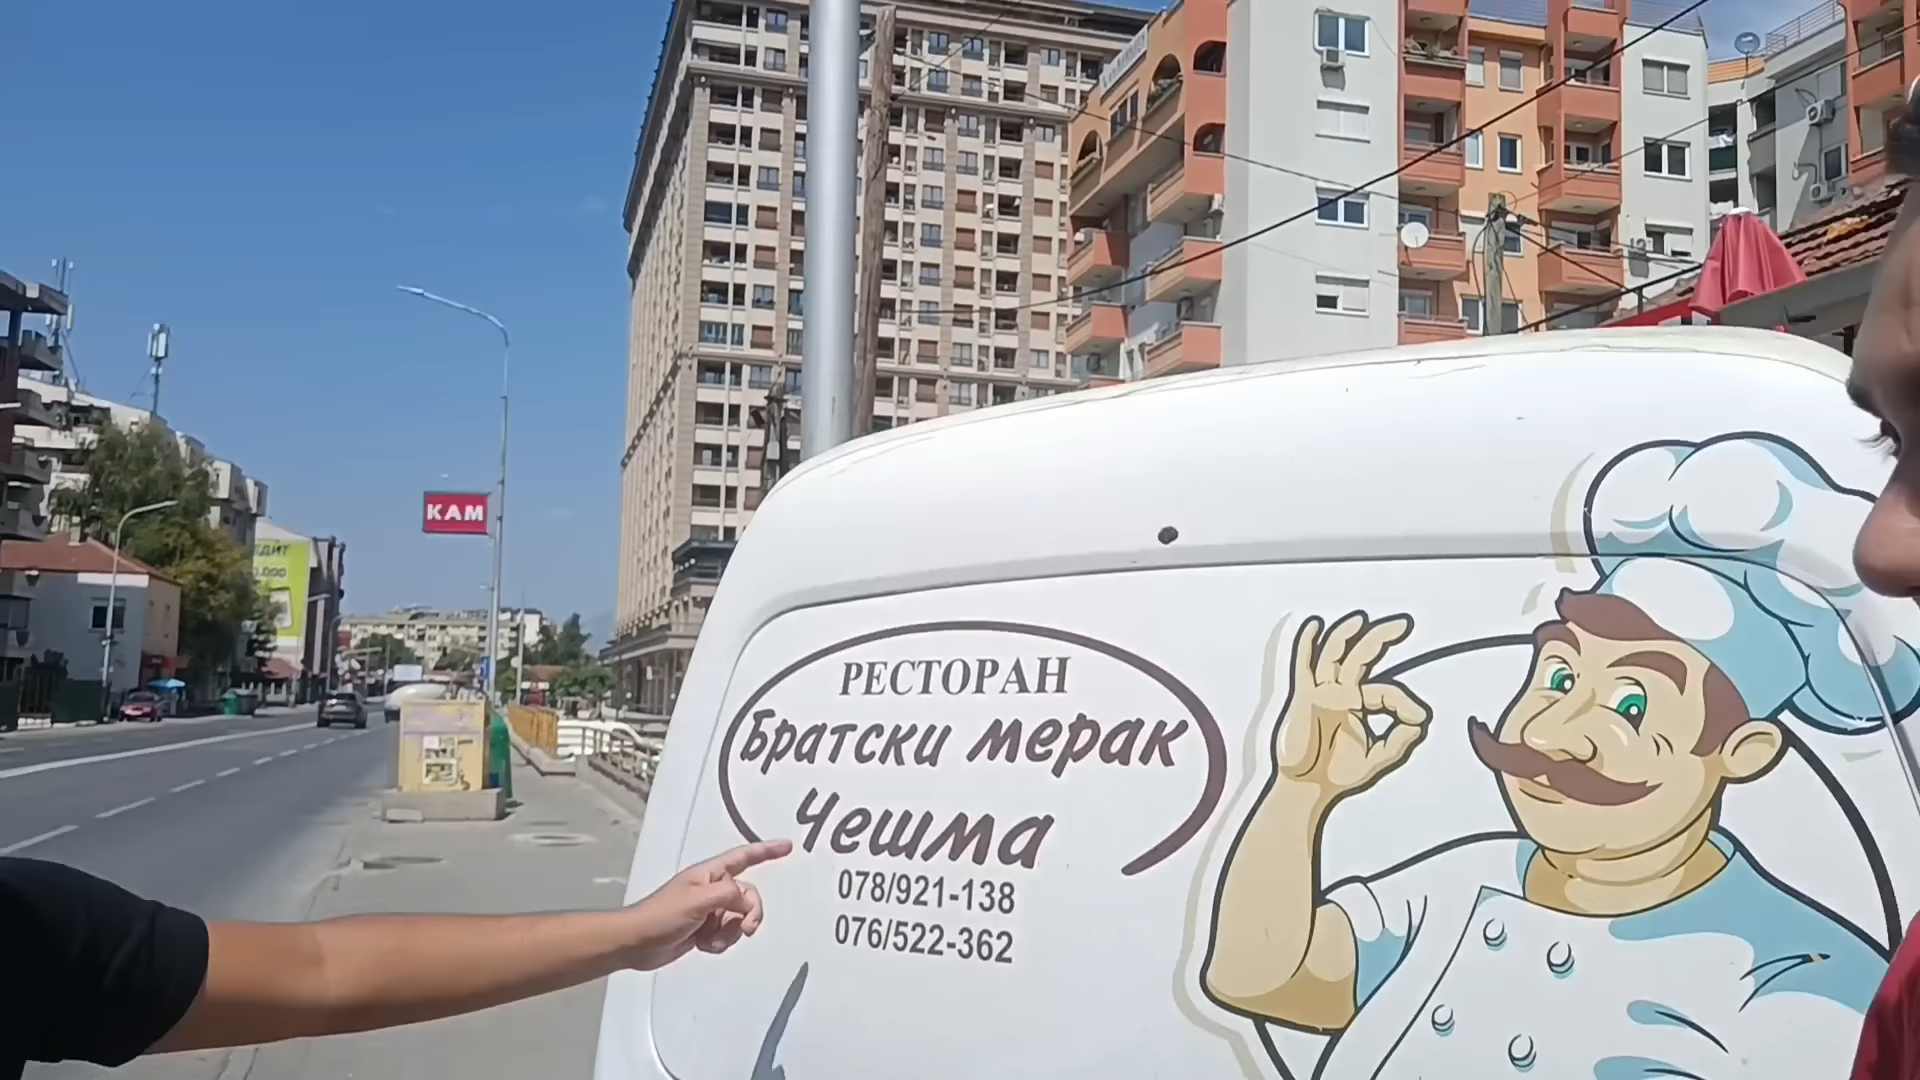 КАМ
РЕСТОРАН
Братски мерак
Чешма
078/921-138
076/522-362